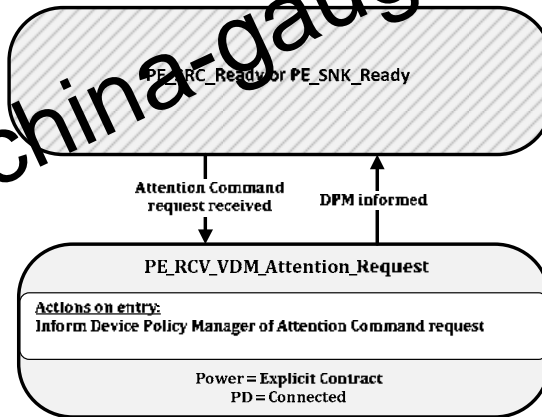 china-gaug
PE_SRC_Ready or PE_SNK_Ready
Attention Command
request received
DPM informed
PE_RCV_VDM_Attention_Request
Actions on entry:
Inform Device Policy Manager of Attention Command request
Power = Explicit Contract
PD = Connected